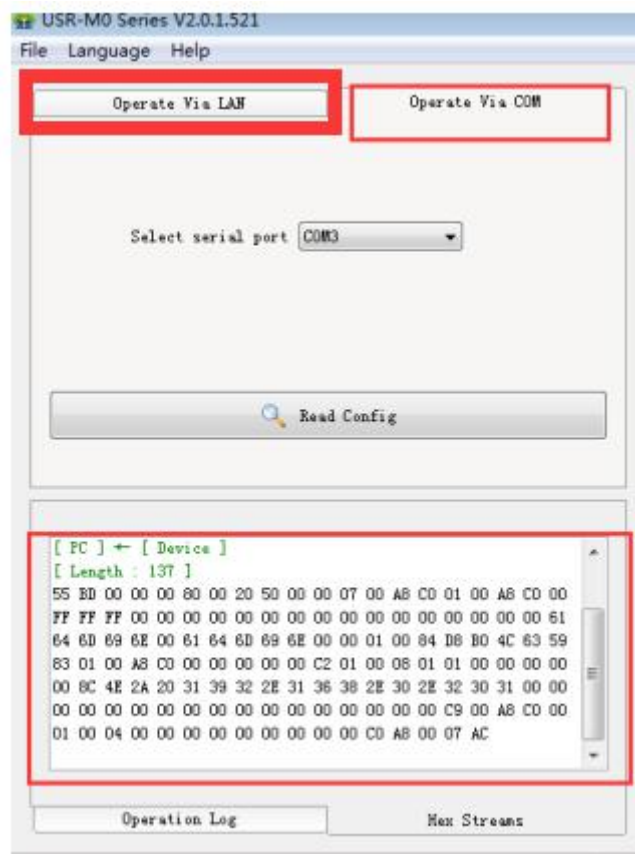 USR-M0 Series V2.0.1.521
File Language Help
Operate Via LAN Operate Via COM
Select serial port COM3
Read Config
[ PC ] ← [ Device ]
[ Length : 137 ]
55 BD 00 00 00 80 00 20 50 00 00 07 00 A8 C0 01 00 A8 C0 00
FF FF FF 00 00 00 00 00 00 00 00 00 00 00 00 00 00 00 00 61
64 6D 69 6E 00 61 64 6D 69 6E 00 00 01 00 84 D8 B0 4C 63 59
83 01 00 A8 C0 00 00 00 00 00 C2 01 00 08 01 01 00 00 00 00
00 8C 4E 2A 20 31 39 32 2E 31 36 38 2E 30 2E 32 30 31 00 00
00 00 00 00 00 00 00 00 00 00 00 00 00 00 C9 00 A8 C0 00
01 00 04 00 00 00 00 00 00 00 00 00 C0 A8 00 07 AC
Operation Log Hex Streams